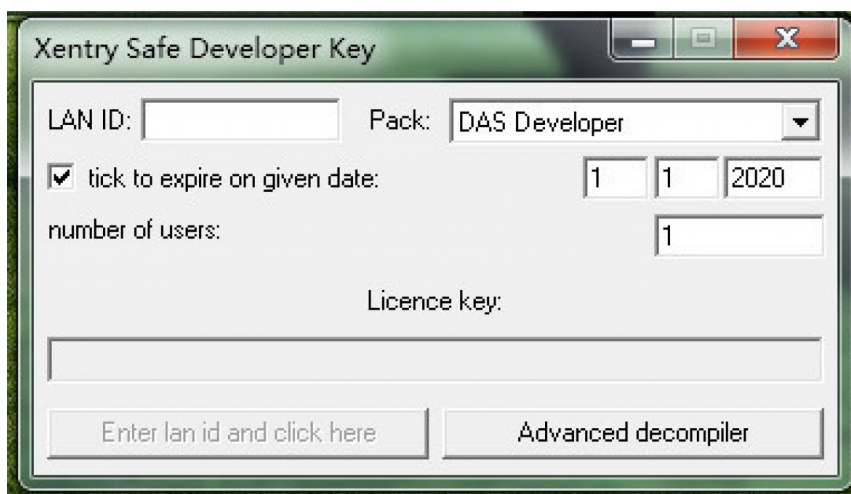 Xentry Safe Developer Key
LAN ID: Pack: DAS Developer
tick to expire on given date: 1 1 2020
number of users: 1
Licence key:
Enter lan id and click here Advanced decompiler